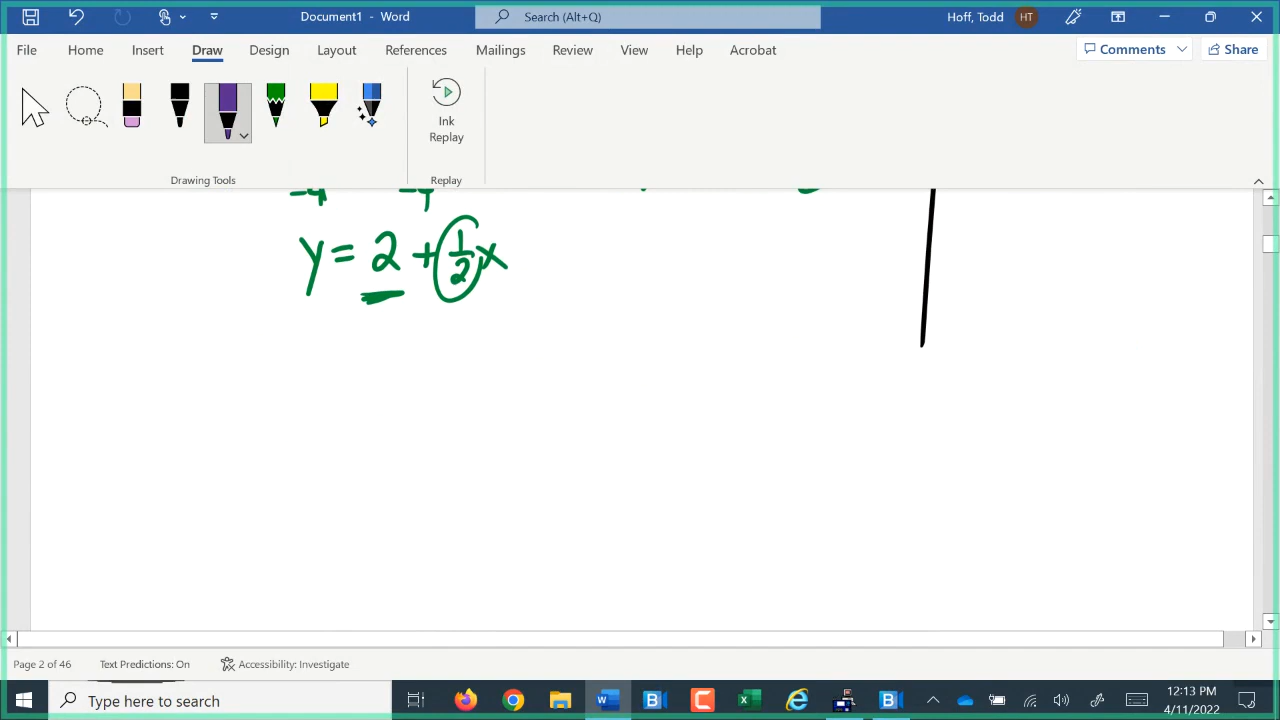 Document1 - Word
Search (Alt+Q)
Hoff, Todd
HT
File Home Insert Draw Design Layout References Mailings Review View Help Acrobat
Comments
Share
Ink
Replay
Drawing Tools
Replay
y = 2 + 1/2 x
Page 2 of 46
Text Predictions: On
Accessibility: Investigate
Type here to search
12:13 PM
4/11/2022